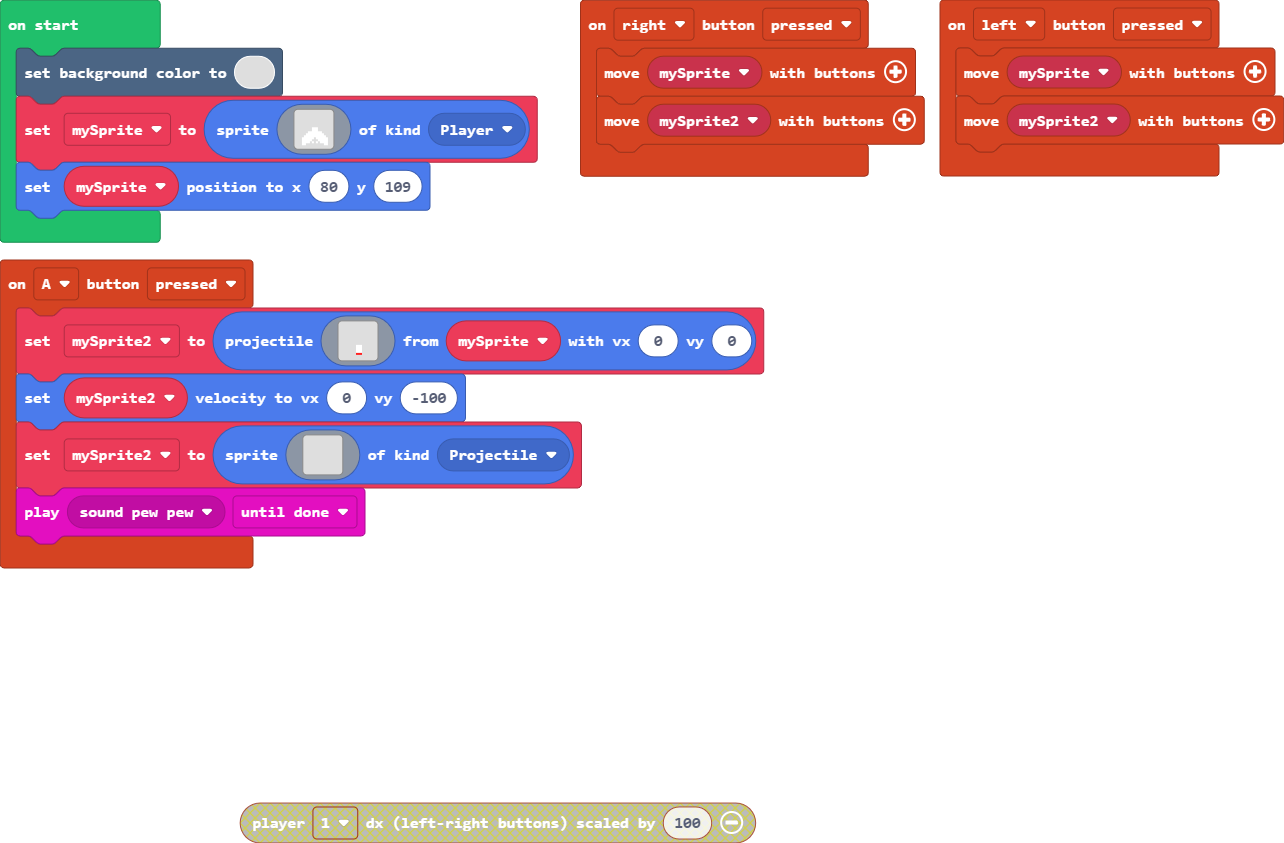 on start
set background color to
set mySprite to sprite of kind Player
set mySprite position to x 80 y 109
on right button pressed
move mySprite with buttons
move mySprite2 with buttons
on left button pressed
move mySprite with buttons
move mySprite2 with buttons
on A button pressed
set mySprite2 to projectile from mySprite with vx 0 vy 0
set mySprite2 velocity to vx 0 vy -100
set mySprite2 to sprite of kind Projectile
play sound pew pew until done
player 1 dx (left-right buttons) scaled by 100